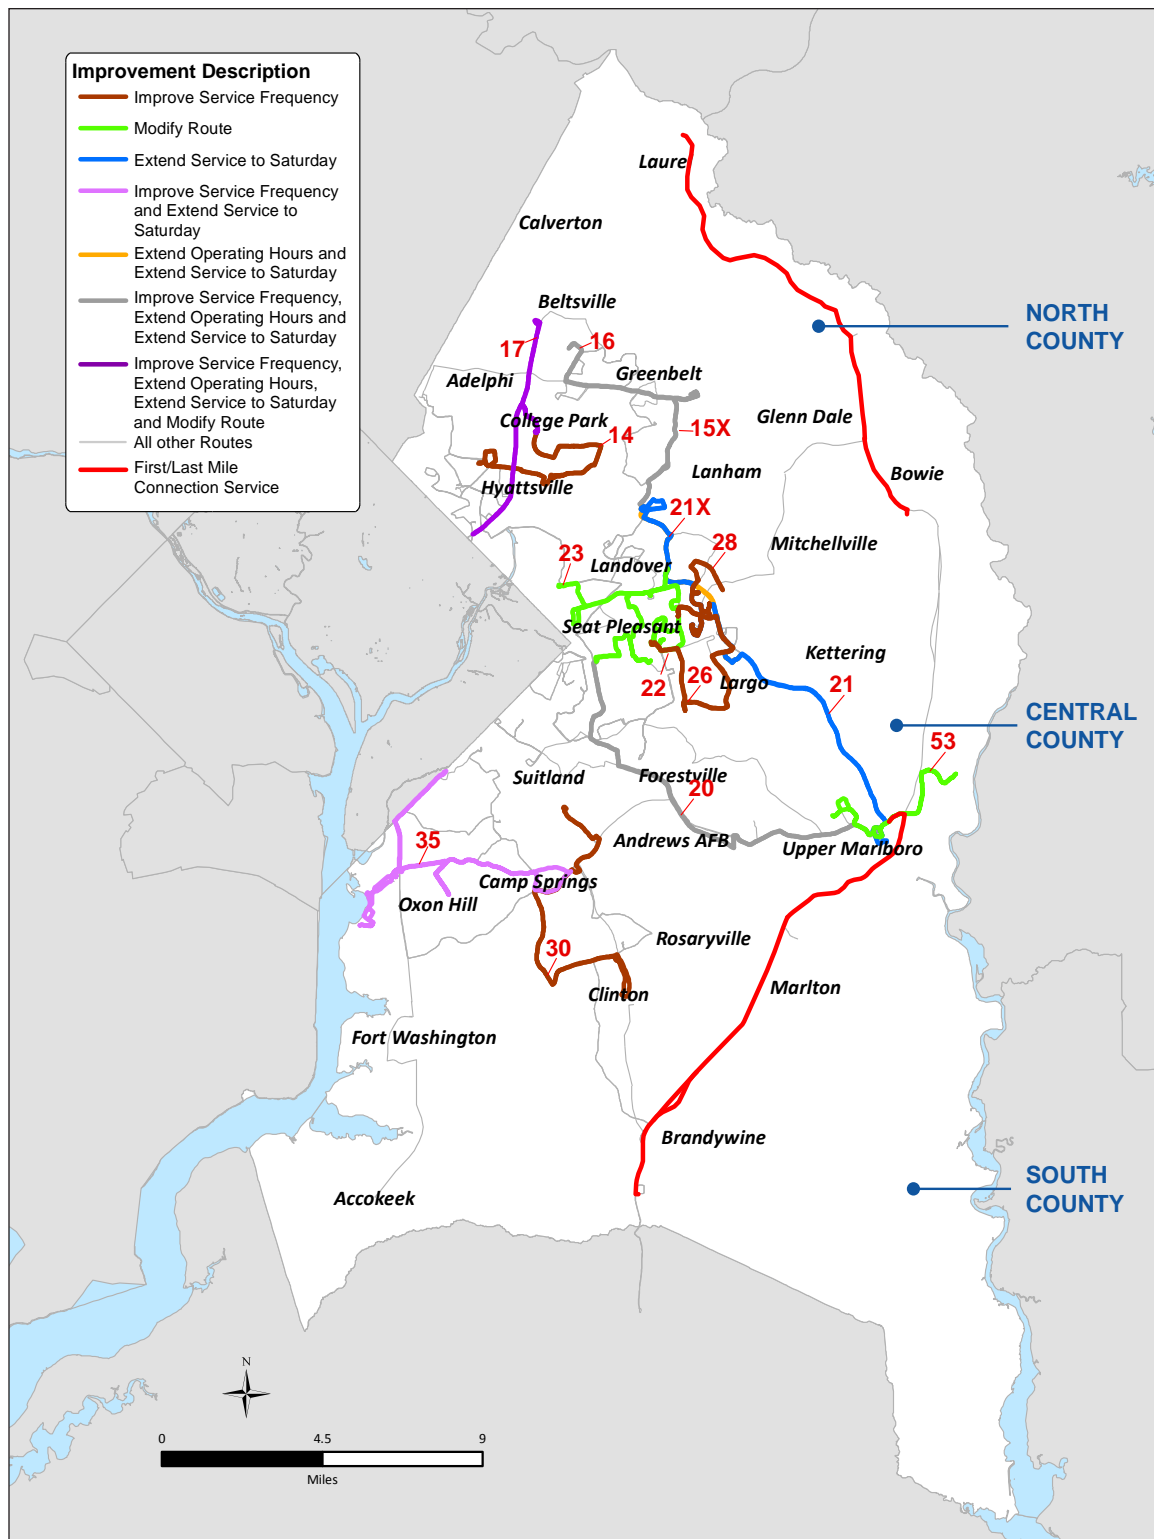 Improvement Description
Improve Service Frequency
Modify Route
Extend Service to Saturday
Improve Service Frequency
and Extend Service to
Saturday
Extend Operating Hours and
Extend Service to Saturday
Improve Service Frequency,
Extend Operating Hours and
Extend Service to Saturday
Improve Service Frequency,
Extend Operating Hours,
Extend Service to Saturday
and Modify Route
All other Routes
First/Last Mile
Connection Service
Laure
Calverton
Beltsville
NORTH
COUNTY
17
16
Adelphi
Greenbelt
Glenn Dale
College Park
14
15X
Lanham
Bowie
Hyattsville
21X
28
Mitchellville
23
Landover
Seat Pleasant
Kettering
22
26
Largo
21
CENTRAL
COUNTY
53
Suitland
Forestville
20
Andrews AFB
Upper Marlboro
35
Camp Springs
Oxon Hill
Rosaryville
30
Clinton
Marlton
Fort Washington
Brandywine
Accokeek
SOUTH
COUNTY
N
0 4.5 9
Miles